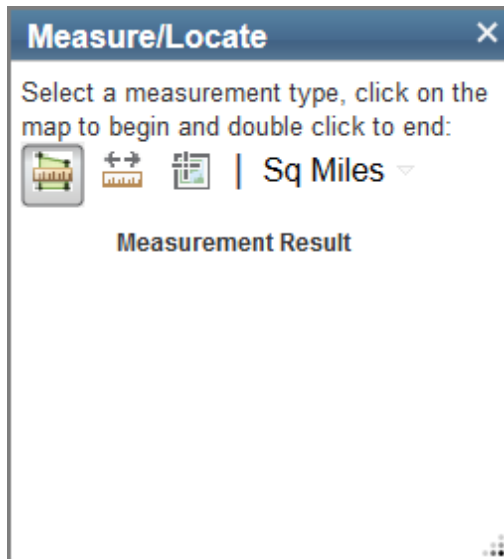 Measure/Locate
Select a measurement type, click on the
map to begin and double click to end:
| Sq Miles
Measurement Result